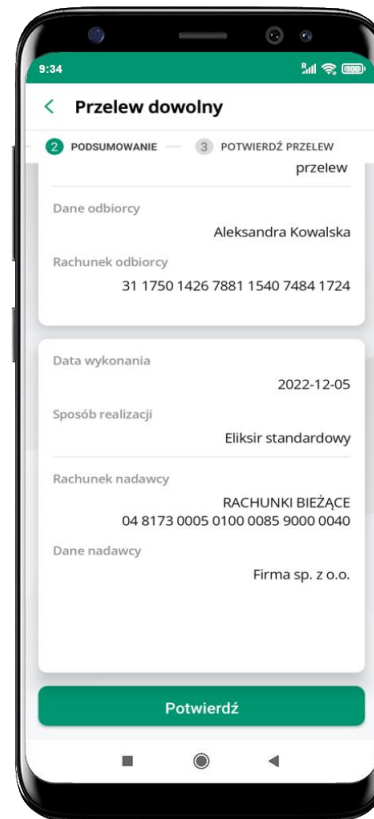 9:34
100
Przelew dowolny
2 PODSUMOWANIE 3 POTWIERDŹ PRZELEW
przelew
Dane odbiorcy
Aleksandra Kowalska
Rachunek odbiorcy
31 1750 1426 7881 1540 7484 1724
Data wykonania
2022-12-05
Sposób realizacji
Eliksir standardowy
Rachunek nadawcy
RACHUNKI BIEŻĄCE
04 8173 0005 0100 0085 9000 0040
Dane nadawcy
Firma sp. z o.o.
Potwierdź